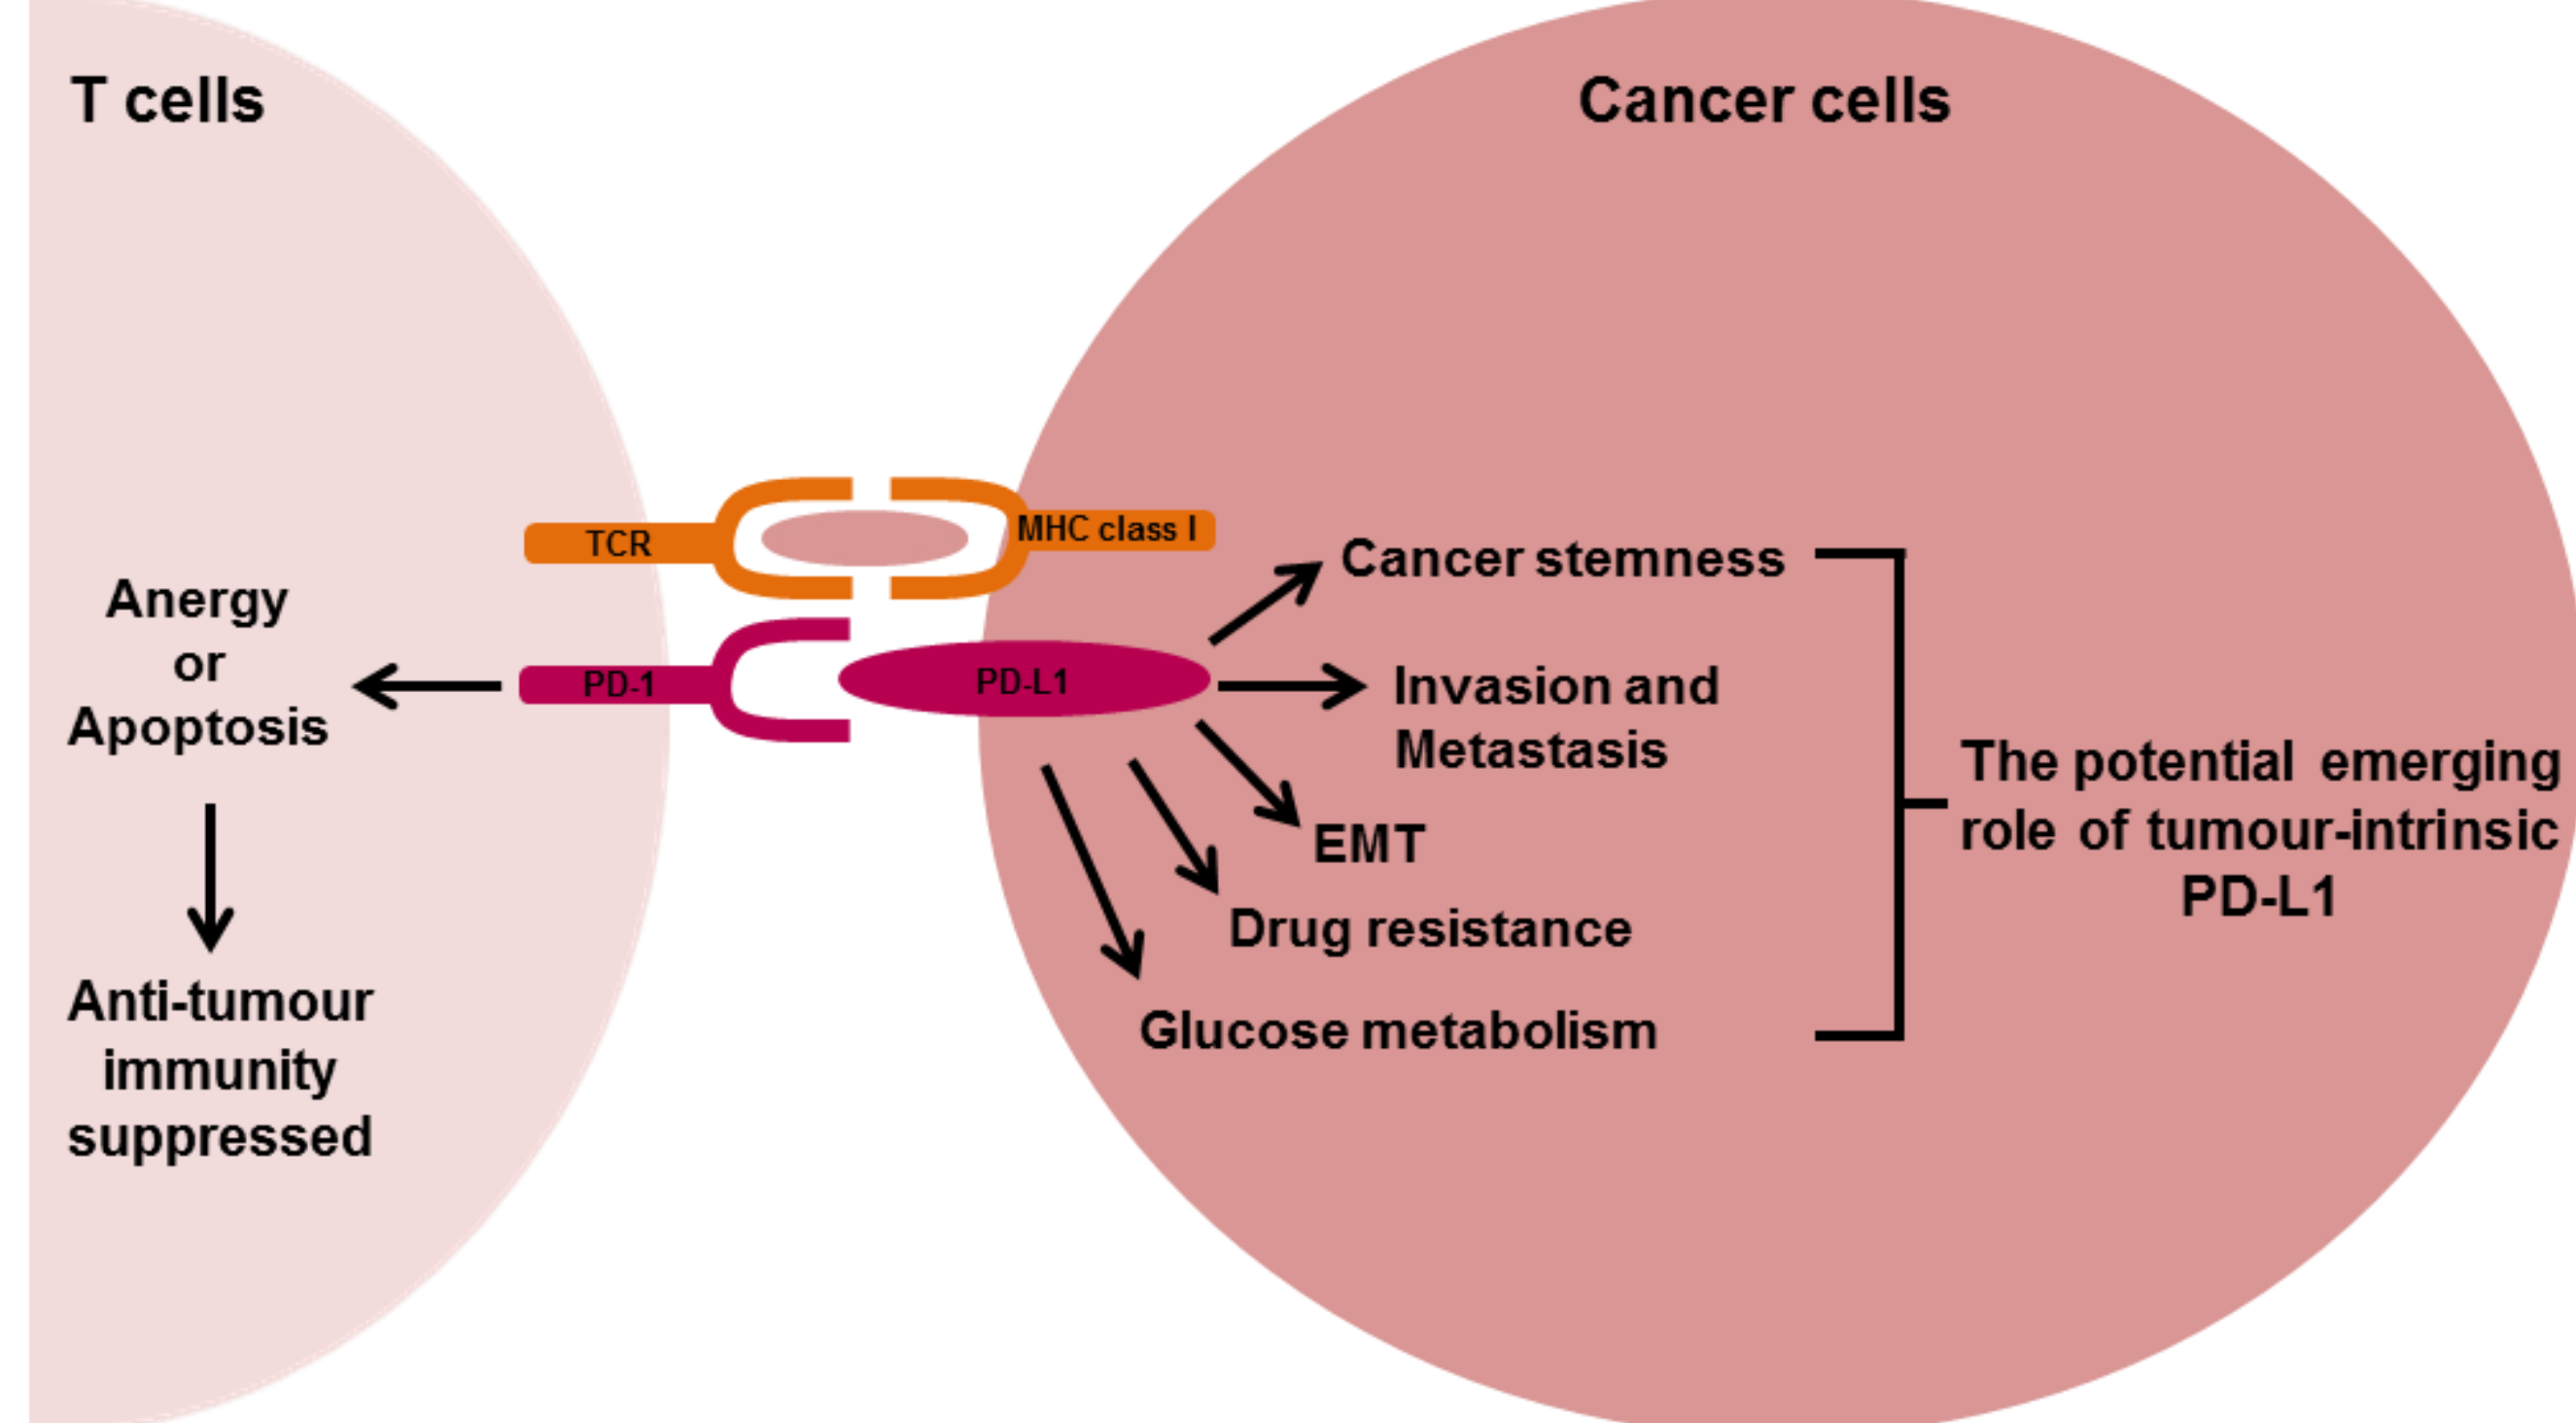 T cells
Cancer cells
TCR
MHC class I
PD-1
PD-L1
Anergy
or
Apoptosis
Anti-tumour
immunity
suppressed
Cancer stemness
Invasion and
Metastasis
EMT
Drug resistance
Glucose metabolism
The potential emerging
role of tumour-intrinsic
PD-L1